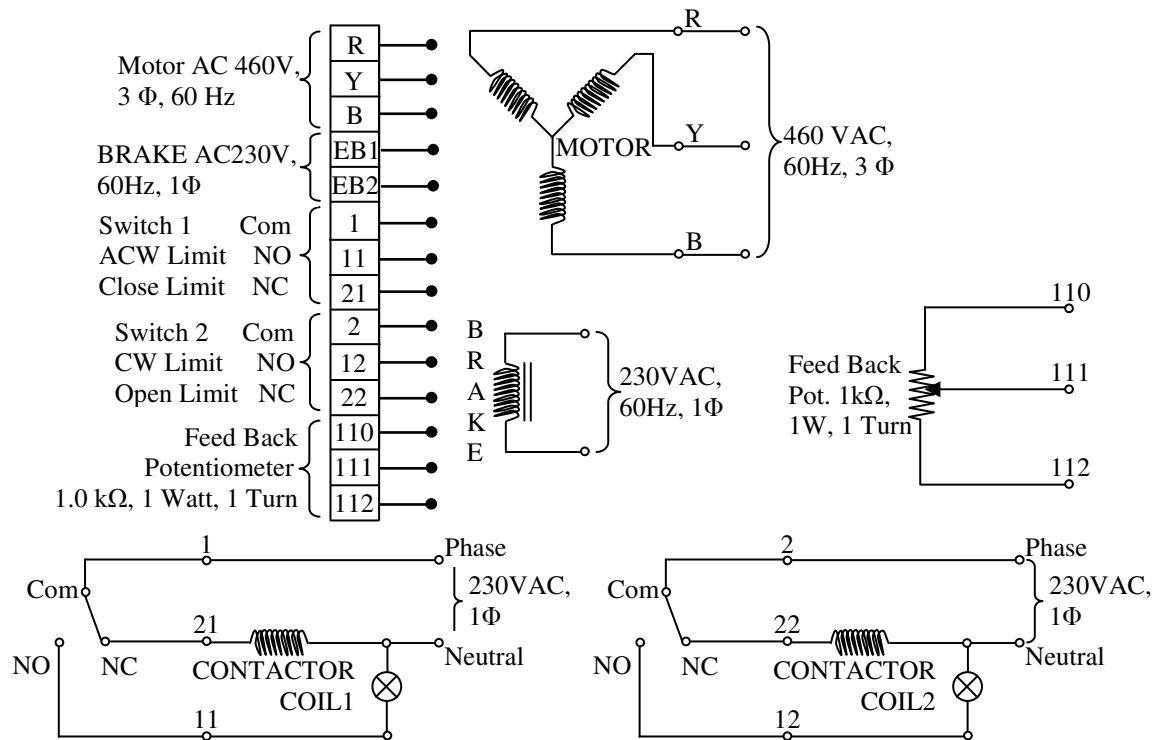 Motor AC 460V,
3 Φ, 60 Hz
R
Y
B
BRAKE AC230V,
60Hz, 1Φ
EB1
EB2
Switch 1 Com
ACW Limit NO
Close Limit NC
1
11
21
Switch 2 Com
CW Limit NO
Open Limit NC
2
12
22
Feed Back
Potentiometer
1.0 kΩ, 1 Watt, 1 Turn
110
111
112
R
MOTOR
Y
B
460 VAC,
60Hz, 3 Φ
B
R
A
K
E
230VAC,
60Hz, 1Φ
Feed Back
Pot. 1kΩ,
1W, 1 Turn
110
111
112
1
Phase
Com
230VAC,
1Φ
21
NO
NC
CONTACTOR
COIL1
Neutral
11
2
Phase
Com
230VAC,
1Φ
22
NO
NC
CONTACTOR
COIL2
Neutral
12